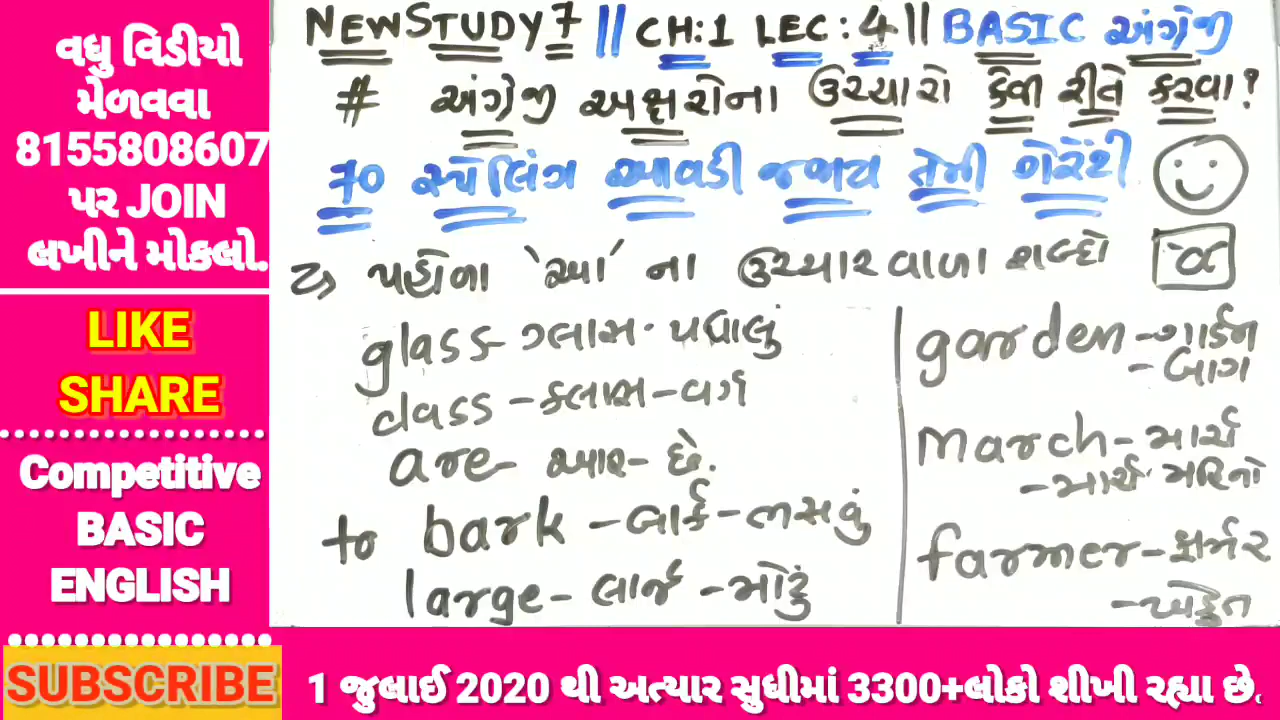 વધુ વિડીયો
મેળવવા
8155808607
પર JOIN
લખીને મોકલો.
LIKE
SHARE
Competitive
BASIC
ENGLISH
SUBSCRIBE
NEWSTUDY7 || CH:1 LEC:4 || BASIC અંગ્રેજી
# અંગ્રેજી અક્ષરોના ઉચ્ચારો કેવી રીતે કરવા?
70 સ્પેલિંગ આવડી જવાય તેની ગેરેંટી
→ પહોળા 'આ' ના ઉચ્ચારવાળા શબ્દો a
glass - ગ્લાસ - પ્યાલું
class - ક્લાસ - વર્ગ
are - આર - છે.
to bark - બાર્ક - ભસવું
large - લાર્જ - મોટું
garden - ગાર્ડન
- બાગ
March - માર્ચ
- માર્ચ મહિનો
farmer - ફાર્મર
- ખેડૂત
1 જુલાઈ 2020 થી અત્યાર સુધીમાં 3300+લોકો શીખી રહ્યા છે.